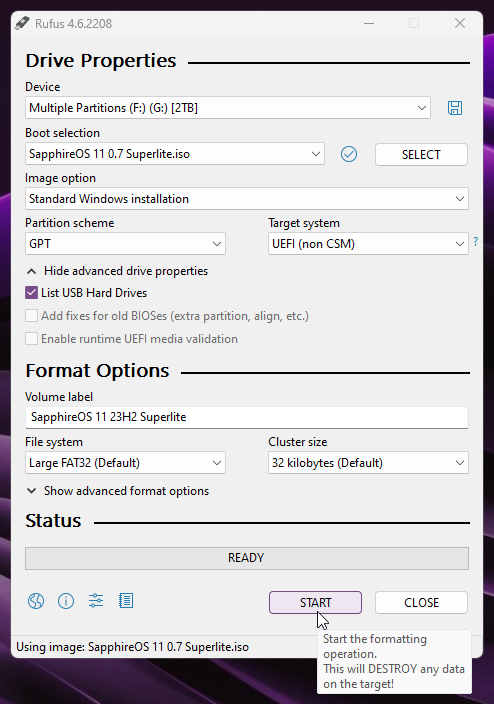 Rufus 4.6.2208
Drive Properties
Device
Multiple Partitions (F:) (G:) [2TB]
Boot selection
SapphireOS 11 0.7 Superlite.iso
SELECT
Image option
Standard Windows installation
Partition scheme
Target system
GPT
UEFI (non CSM)
?
Hide advanced drive properties
List USB Hard Drives
Add fixes for old BIOSes (extra partition, align, etc.)
Enable runtime UEFI media validation
Format Options
Volume label
SapphireOS 11 23H2 Superlite
File system
Cluster size
Large FAT32 (Default)
32 kilobytes (Default)
Show advanced format options
Status
READY
START
CLOSE
Using image: SapphireOS 11 0.7 Superlite.iso
Start the formatting
operation.
This will DESTROY any data
on the target!